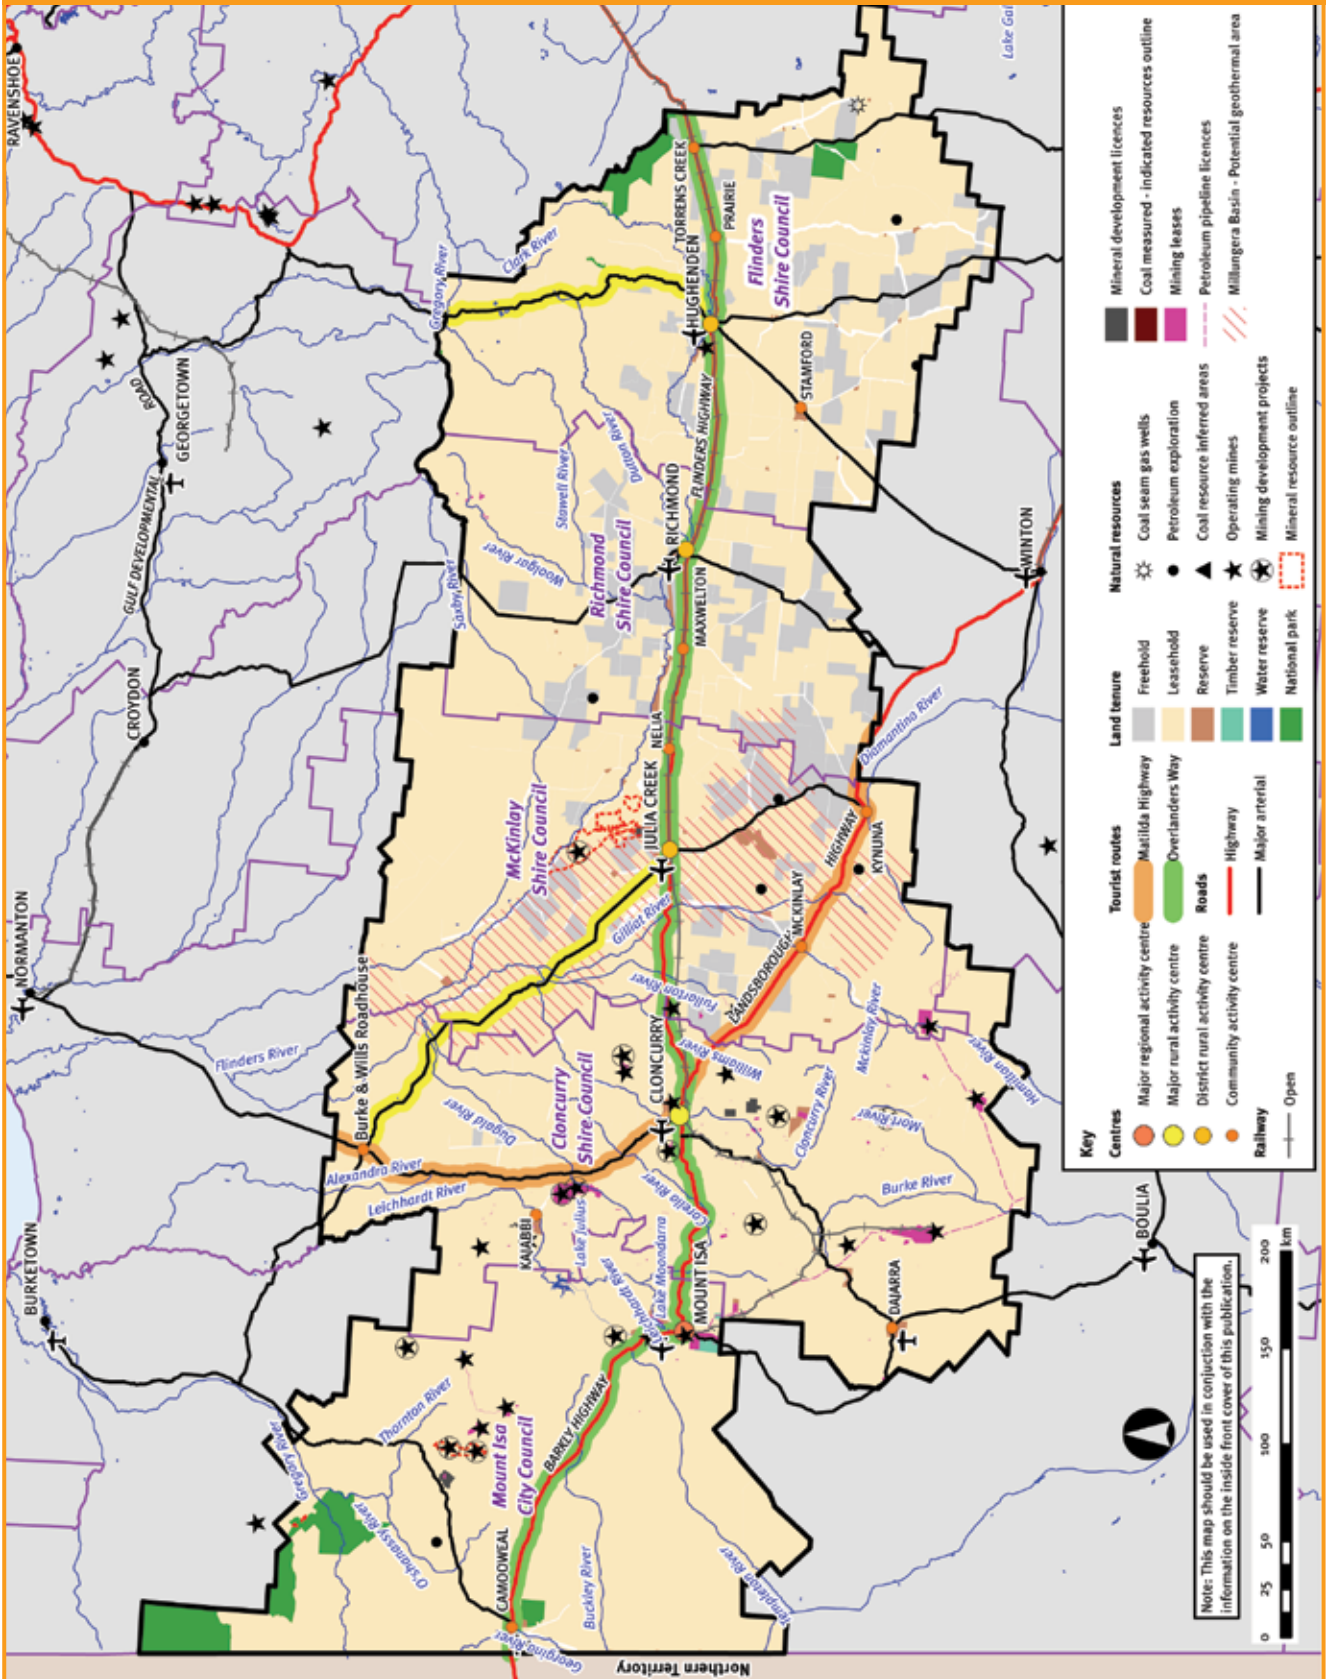 RAVENSHOE
Lake Gal
NORMANTON
BURKETOWN
CROYDON
GEORGETOWN
GULF DEVELOPMENTAL
ROAD
Gregory River
Clark River
Flinders River
Saxby River
Stawell River
Woolgar River
Dutton River
Burke & Wills Roadhouse
Alexandra River
Leichhardt River
Dugald River
Gilliat River
Fullarton River
McKinlay
Shire Council
Richmond
Shire Council
Flinders
Shire Council
Cloncurry
Shire Council
Mount Isa
City Council
Gregory River
Thornton River
O'shanassy River
KAJABBI
Lake Julius
Leichhardt River
Lake Moondarra
Corella River
CAMOOWEAL
BARKLY HIGHWAY
MOUNT ISA
CLONCURRY
JULIA CREEK
NELIA
MAXWELTON
RICHMOND
FLINDERS HIGHWAY
HUGHENDEN
PRAIRIE
TORRENS CREEK
STAMFORD
WINTON
Georgina River
Buckley River
Templeton River
Northern Territory
Williams River
LANDSBOROUGH
HIGHWAY
MCKINLAY
KYNUNA
Diamantina River
Mckinlay River
Cloncurry River
Mort River
Hamilton River
Burke River
DAJARRA
BOULIA
Key
Centres
Major regional activity centre
Major rural activity centre
District rural activity centre
Community activity centre
Railway
Open
Tourist routes
Matilda Highway
Overlanders Way
Roads
Highway
Major arterial
Land tenure
Freehold
Leasehold
Reserve
Timber reserve
Water reserve
National park
Natural resources
Coal seam gas wells
Petroleum exploration
Coal resource inferred areas
Operating mines
Mining development projects
Mineral resource outline
Mineral development licences
Coal measured - indicated resources outline
Mining leases
Petroleum pipeline licences
Millungera Basin - Potential geothermal area
Note: This map should be used in conjuction with the
information on the inside front cover of this publication.
0 25 50 100 150 200
km